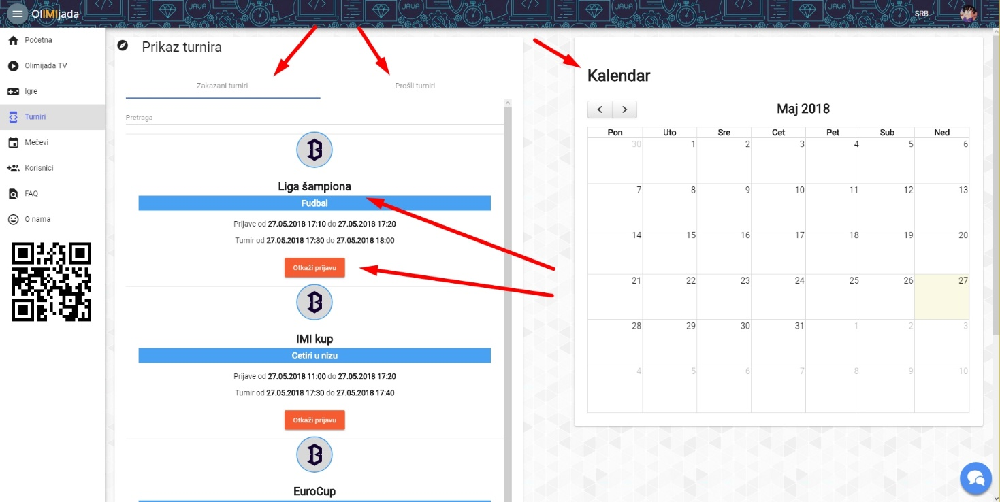 OlIMIjada
JAVA
JAVA
JAVA
JAVA
SRB
Početna
Olimijada TV
Igre
Turniri
Mečevi
Korisnici
FAQ
O nama
Prikaz turnira
Zakazani turniri
Prošli turniri
Pretraga
Liga šampiona
Fudbal
Prijave od 27.05.2018 17:10 do 27.05.2018 17:20
Turnir od 27.05.2018 17:30 do 27.05.2018 18:00
Otkaži prijavu
IMI kup
Cetiri u nizu
Prijave od 27.05.2018 11:00 do 27.05.2018 17:20
Turnir od 27.05.2018 17:30 do 27.05.2018 17:40
Otkaži prijavu
EuroCup
Kalendar
Maj 2018
Pon Uto Sre Cet Pet Sub Ned
30 1 2 3 4 5 6
7 8 9 10 11 12 13
14 15 16 17 18 19 20
21 22 23 24 25 26 27
28 29 30 31 1 2 3
4 5 6 7 8 9 10